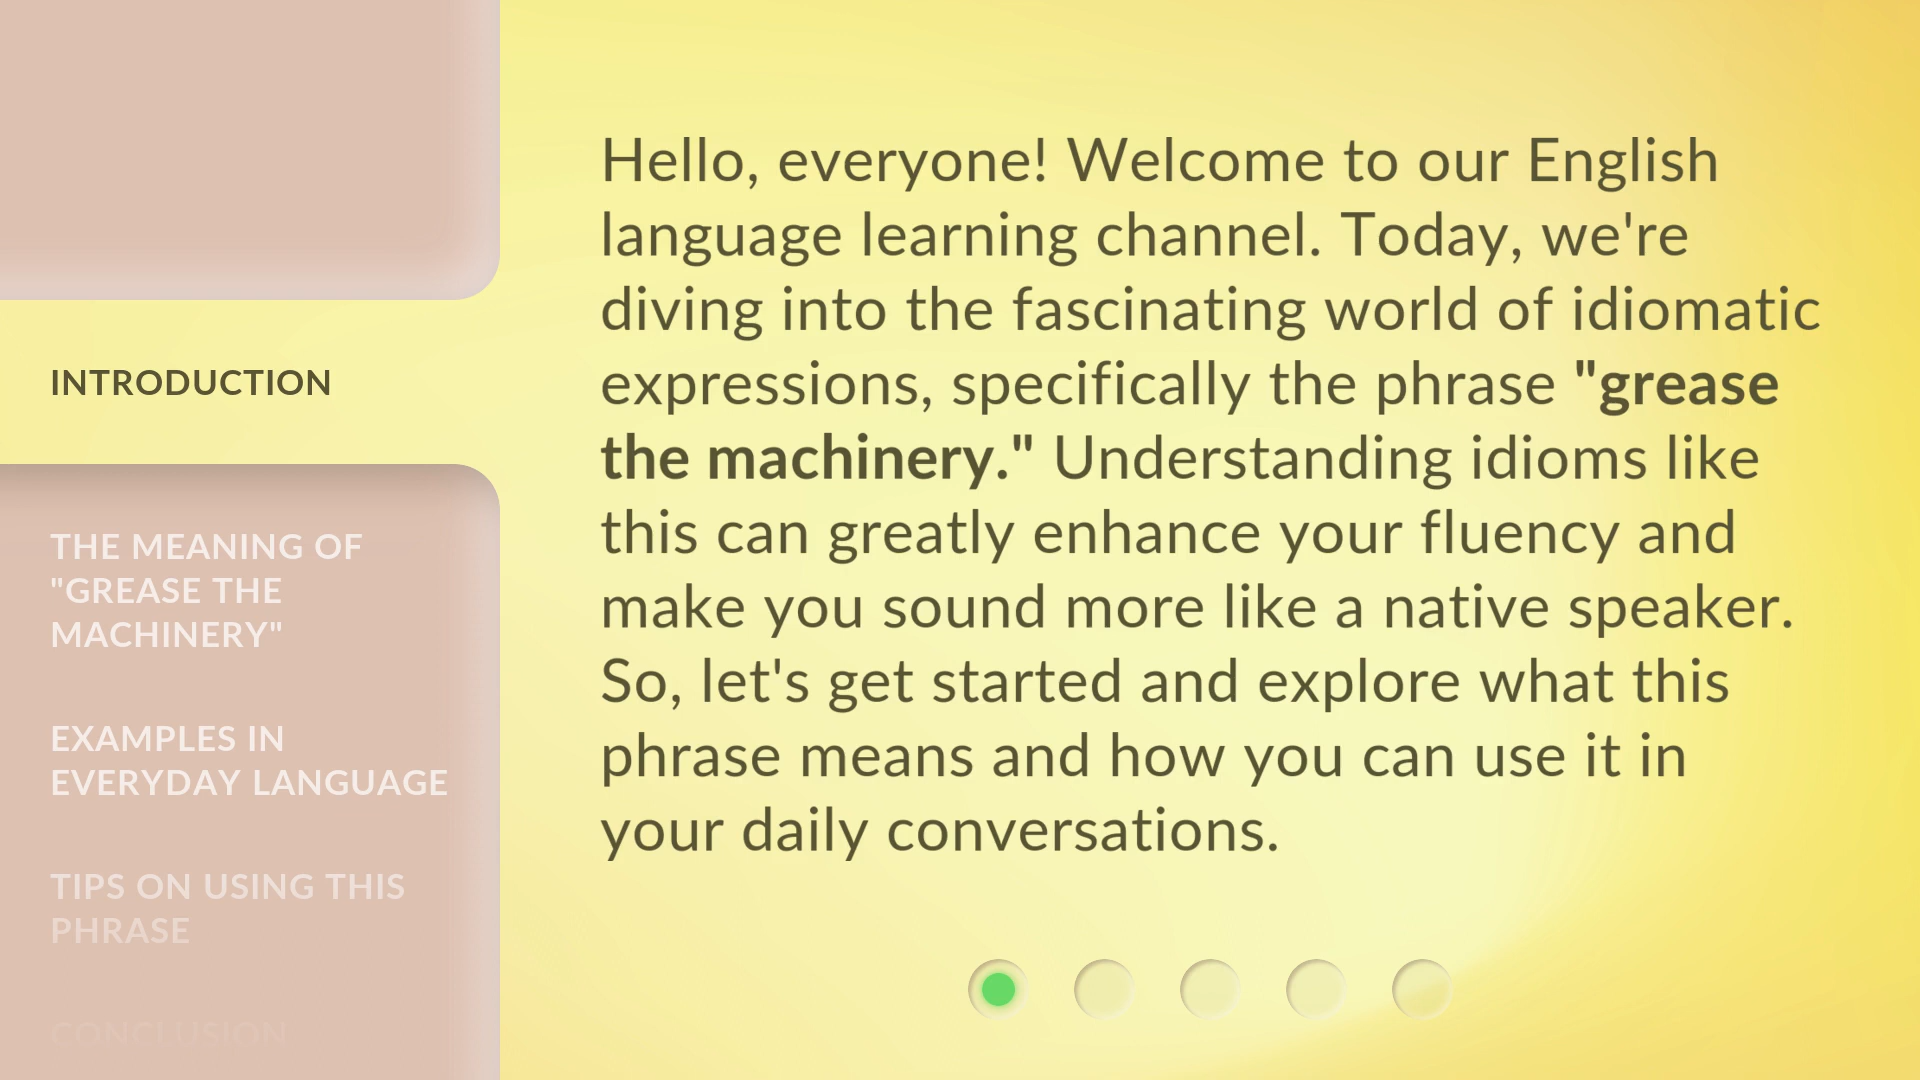 INTRODUCTION
THE MEANING OF
"GREASE THE
MACHINERY"
EXAMPLES IN
EVERYDAY LANGUAGE
TIPS ON USING THIS
PHRASE
CONCLUSION
Hello, everyone! Welcome to our English
language learning channel. Today, we're
diving into the fascinating world of idiomatic
expressions, specifically the phrase "grease
the machinery." Understanding idioms like
this can greatly enhance your fluency and
make you sound more like a native speaker.
So, let's get started and explore what this
phrase means and how you can use it in
your daily conversations.